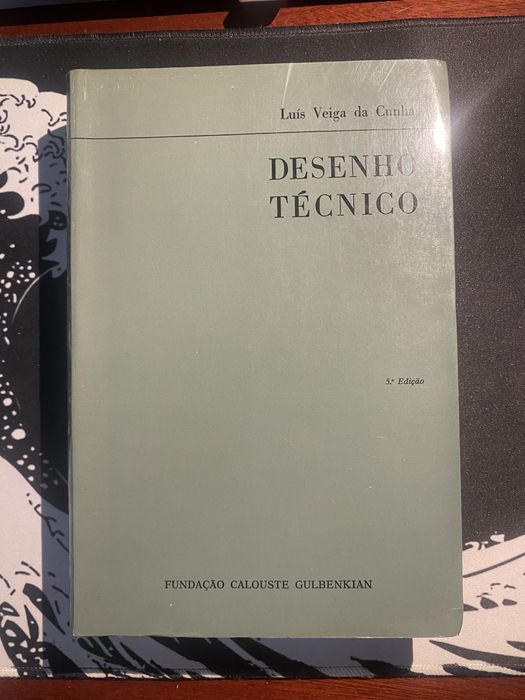 Luís Veiga da Cunha
DESENHO
TÉCNICO
5.ª Edição
FUNDAÇÃO CALOUSTE GULBENKIAN